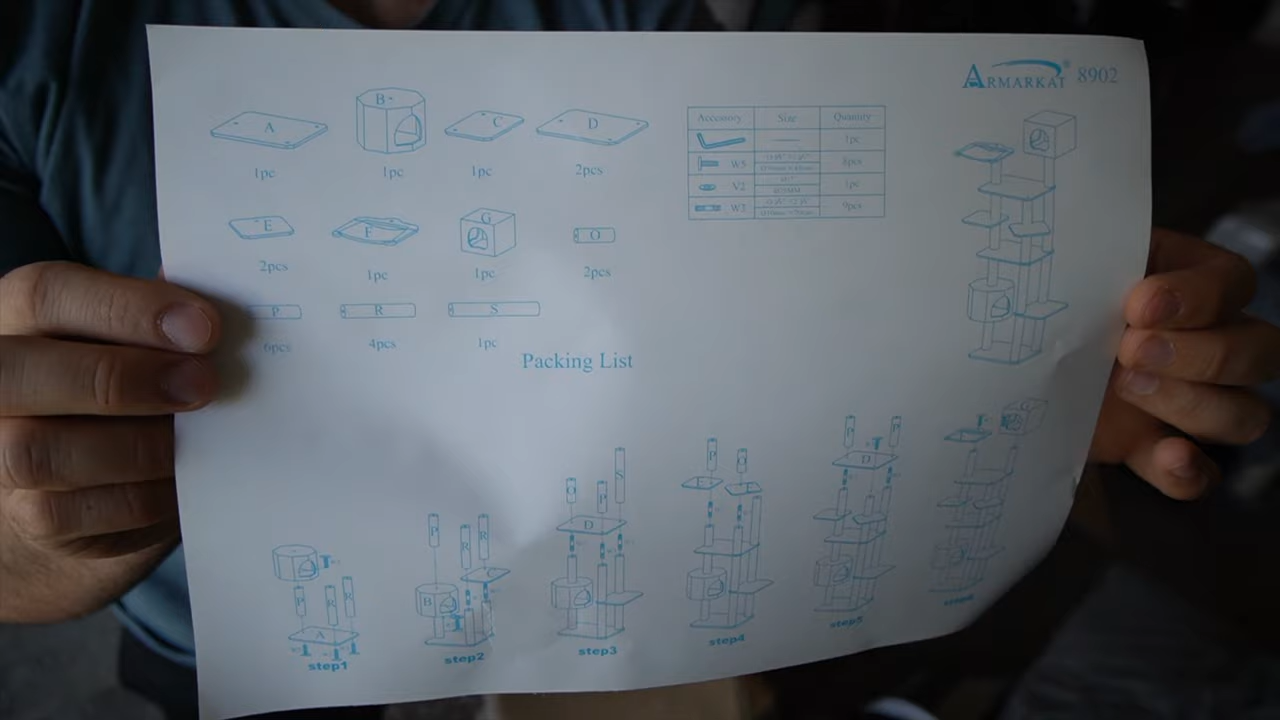 ARMARKAT® 8902
A B C D
1pc 1pc 1pc 2pcs
E F G O
2pcs 1pc 1pc 2pcs
P R S
6pcs 4pcs 1pc
Packing List
Accessory Size Quantity
1pc
W5 8pcs
V2 1pc
9pcs
P R R
A
step1
P R R
B
step2
O P S
D
step3
P O
step4
P P
D
step5
G
step6